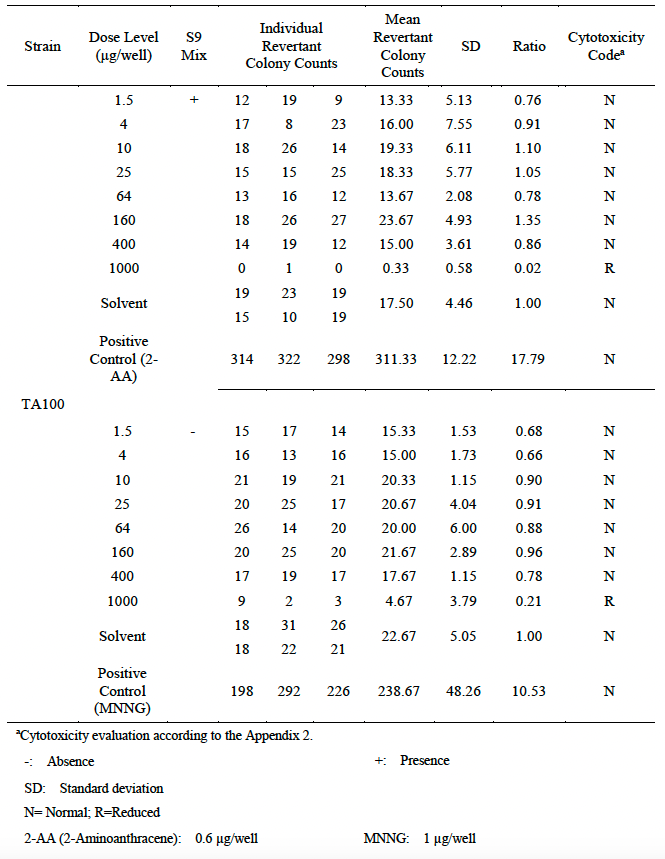 Strain Dose Level (µg/well) S9 Mix Individual Revertant Colony Counts Mean Revertant Colony Counts SD Ratio Cytotoxicity Codeᵃ
1.5 + 12 19 9 13.33 5.13 0.76 N
4 17 8 23 16.00 7.55 0.91 N
10 18 26 14 19.33 6.11 1.10 N
25 15 15 25 18.33 5.77 1.05 N
64 13 16 12 13.67 2.08 0.78 N
160 18 26 27 23.67 4.93 1.35 N
400 14 19 12 15.00 3.61 0.86 N
1000 0 1 0 0.33 0.58 0.02 R
Solvent 19 23 19 17.50 4.46 1.00 N
15 10 19
Positive
Control (2- 314 322 298 311.33 12.22 17.79 N
AA)
TA100
1.5 - 15 17 14 15.33 1.53 0.68 N
4 16 13 16 15.00 1.73 0.66 N
10 21 19 21 20.33 1.15 0.90 N
25 20 25 17 20.67 4.04 0.91 N
64 26 14 20 20.00 6.00 0.88 N
160 20 25 20 21.67 2.89 0.96 N
400 17 19 17 17.67 1.15 0.78 N
1000 9 2 3 4.67 3.79 0.21 R
Solvent 18 31 26 22.67 5.05 1.00 N
18 22 21
Positive
Control 198 292 226 238.67 48.26 10.53 N
(MNNG)
ᵃCytotoxicity evaluation according to the Appendix 2.
-: Absence +: Presence
SD: Standard deviation
N= Normal; R=Reduced
2-AA (2-Aminoanthracene): 0.6 µg/well MNNG: 1 µg/well